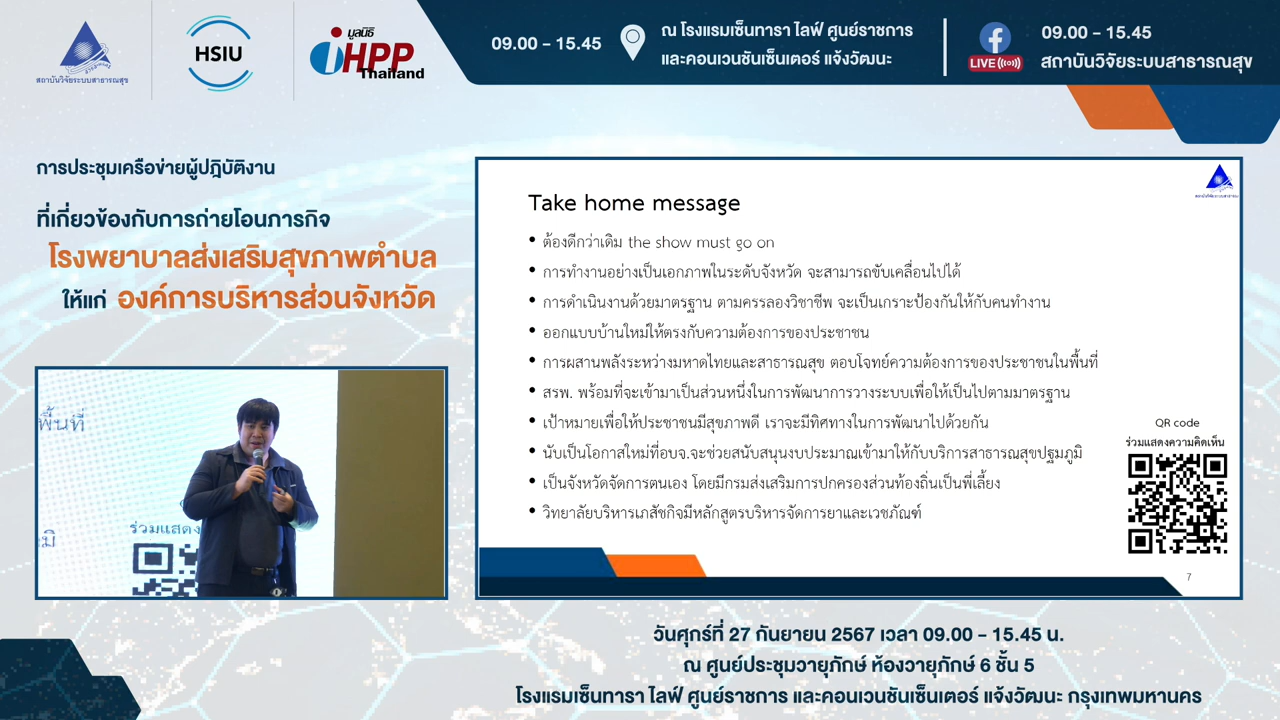 สถาบันวิจัยระบบสาธารณสุข
HSIU
มูลนิธิ
iHPP
Thailand
09.00 - 15.45
ณ โรงแรมเซ็นทารา ไลฟ์ ศูนย์ราชการ
และคอนเวนชันเซ็นเตอร์ แจ้งวัฒนะ
LIVE
09.00 - 15.45
สถาบันวิจัยระบบสาธารณสุข
การประชุมเครือข่ายผู้ปฏิบัติงาน
ที่เกี่ยวข้องกับการถ่ายโอนภารกิจ
โรงพยาบาลส่งเสริมสุขภาพตำบล
ให้แก่ องค์การบริหารส่วนจังหวัด
พื้นที่
ร่วมแสดง
มิ
Take home message
• ต้องดีกว่าเดิม the show must go on
• การทำงานอย่างเป็นเอกภาพในระดับจังหวัด จะสามารถขับเคลื่อนไปได้
• การดำเนินงานด้วยมาตรฐาน ตามครรลองวิชาชีพ จะเป็นเกราะป้องกันให้กับคนทำงาน
• ออกแบบบ้านใหม่ให้ตรงกับความต้องการของประชาชน
• การผสานพลังระหว่างมหาดไทยและสาธารณสุข ตอบโจทย์ความต้องการของประชาชนในพื้นที่
• สรพ. พร้อมที่จะเข้ามาเป็นส่วนหนึ่งในการพัฒนาการวางระบบเพื่อให้เป็นไปตามมาตรฐาน
• เป้าหมายเพื่อให้ประชาชนมีสุขภาพดี เราจะมีทิศทางในการพัฒนาไปด้วยกัน
• นับเป็นโอกาสใหม่ที่อบจ.จะช่วยสนับสนุนงบประมาณเข้ามาให้กับบริการสาธารณสุขปฐมภูมิ
• เป็นจังหวัดจัดการตนเอง โดยมีกรมส่งเสริมการปกครองส่วนท้องถิ่นเป็นพี่เลี้ยง
• วิทยาลัยบริหารเภสัชกิจมีหลักสูตรบริหารจัดการยาและเวชภัณฑ์
QR code
ร่วมแสดงความคิดเห็น
7
วันศุกร์ที่ 27 กันยายน 2567 เวลา 09.00 - 15.45 น.
ณ ศูนย์ประชุมวายุภักษ์ ห้องวายุภักษ์ 6 ชั้น 5
โรงแรมเซ็นทารา ไลฟ์ ศูนย์ราชการ และคอนเวนชันเซ็นเตอร์ แจ้งวัฒนะ กรุงเทพมหานคร